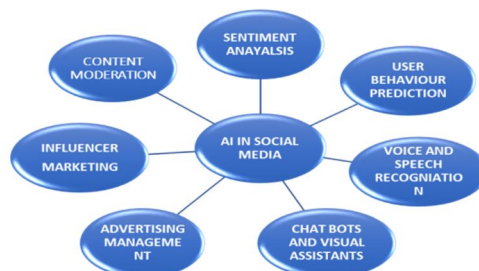 SENTIMENT
ANAYALSIS
CONTENT
MODERATION
USER
BEHAVIOUR
PREDICTION
AI IN SOCIAL
MEDIA
INFLUENCER
MARKETING
VOICE AND
SPEECH
RECOGNIATIO
N
ADVERTISING
MANAGEME
NT
CHAT BOTS
AND VISUAL
ASSISTANTS